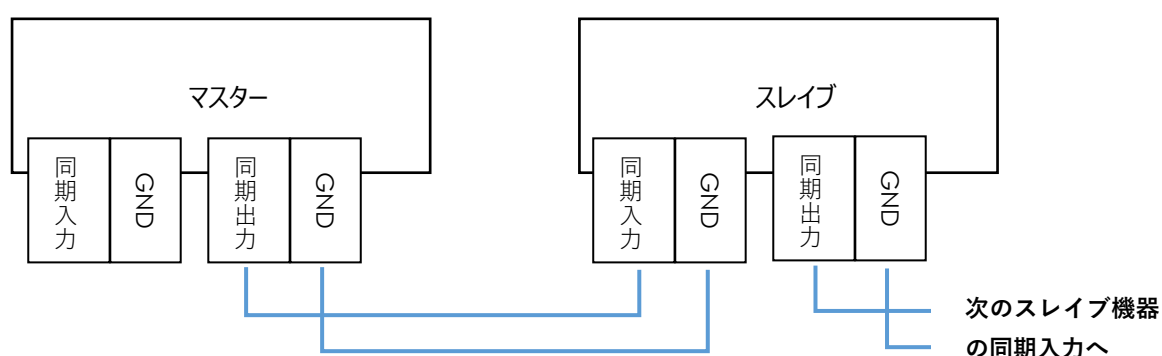 マスター
スレイブ
同期入力
GND
同期出力
GND
同期入力
GND
同期出力
GND
次のスレイブ機器
の同期入力へ